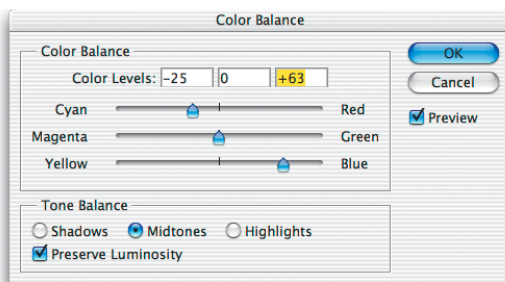 Color Balance
Color Balance
Color Levels: -25 0 +63
Cyan Red
Magenta Green
Yellow Blue
Tone Balance
Shadows Midtones Highlights
Preserve Luminosity
OK
Cancel
Preview